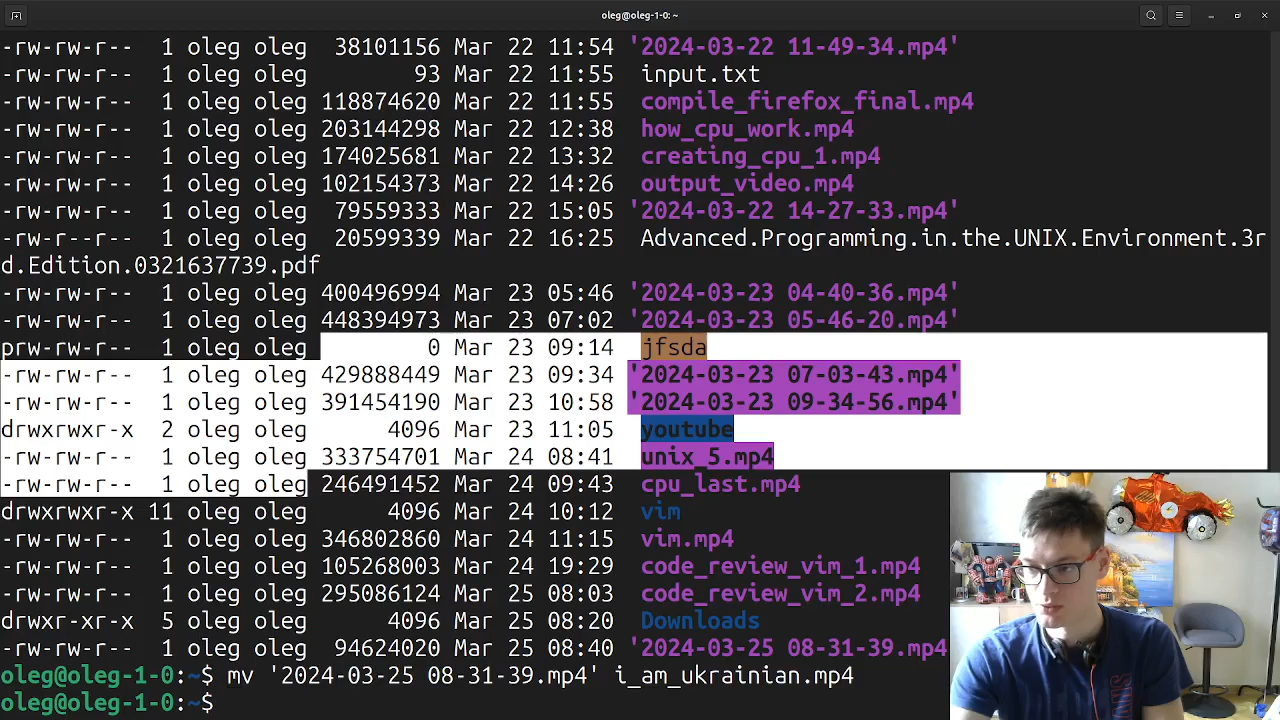 oleg@oleg-1-0: ~
-rw-rw-r-- 1 oleg oleg 38101156 Mar 22 11:54 '2024-03-22 11-49-34.mp4'
-rw-rw-r-- 1 oleg oleg 93 Mar 22 11:55 input.txt
-rw-rw-r-- 1 oleg oleg 118874620 Mar 22 11:55 compile_firefox_final.mp4
-rw-rw-r-- 1 oleg oleg 203144298 Mar 22 12:38 how_cpu_work.mp4
-rw-rw-r-- 1 oleg oleg 174025681 Mar 22 13:32 creating_cpu_1.mp4
-rw-rw-r-- 1 oleg oleg 102154373 Mar 22 14:26 output_video.mp4
-rw-rw-r-- 1 oleg oleg 79559333 Mar 22 15:05 '2024-03-22 14-27-33.mp4'
-rw-rw-r-- 1 oleg oleg 20599339 Mar 22 16:25 Advanced.Programming.in.the.UNIX.Environment.3r
d.Edition.0321637739.pdf
-rw-rw-r-- 1 oleg oleg 400496994 Mar 23 05:46 '2024-03-23 04-40-36.mp4'
-rw-rw-r-- 1 oleg oleg 448394973 Mar 23 07:02 '2024-03-23 05-46-20.mp4'
prw-rw-r-- 1 oleg oleg 0 Mar 23 09:14 jfsda
-rw-rw-r-- 1 oleg oleg 429888449 Mar 23 09:34 '2024-03-23 07-03-43.mp4'
-rw-rw-r-- 1 oleg oleg 391454190 Mar 23 10:58 '2024-03-23 09-34-56.mp4'
drwxrwxr-x 2 oleg oleg 4096 Mar 23 11:05 youtube
-rw-rw-r-- 1 oleg oleg 333754701 Mar 24 08:41 unix_5.mp4
-rw-rw-r-- 1 oleg oleg 246491452 Mar 24 09:43 cpu_last.mp4
drwxrwxr-x 11 oleg oleg 4096 Mar 24 10:12 vim
-rw-rw-r-- 1 oleg oleg 346802860 Mar 24 11:15 vim.mp4
-rw-rw-r-- 1 oleg oleg 105268003 Mar 24 19:29 code_review_vim_1.mp4
-rw-rw-r-- 1 oleg oleg 295086124 Mar 25 08:03 code_review_vim_2.mp4
drwxr-xr-x 5 oleg oleg 4096 Mar 25 08:20 Downloads
-rw-rw-r-- 1 oleg oleg 94624020 Mar 25 08:40 '2024-03-25 08-31-39.mp4
oleg@oleg-1-0:~$ mv '2024-03-25 08-31-39.mp4' i_am_ukrainian.mp4
oleg@oleg-1-0:~$